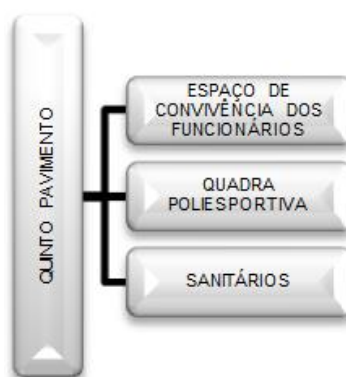 QUINTO PAVIMENTO
ESPAÇO DE
CONVIVÊNCIA DOS
FUNCIONÁRIOS
QUADRA
POLIESPORTIVA
SANITÁRIOS